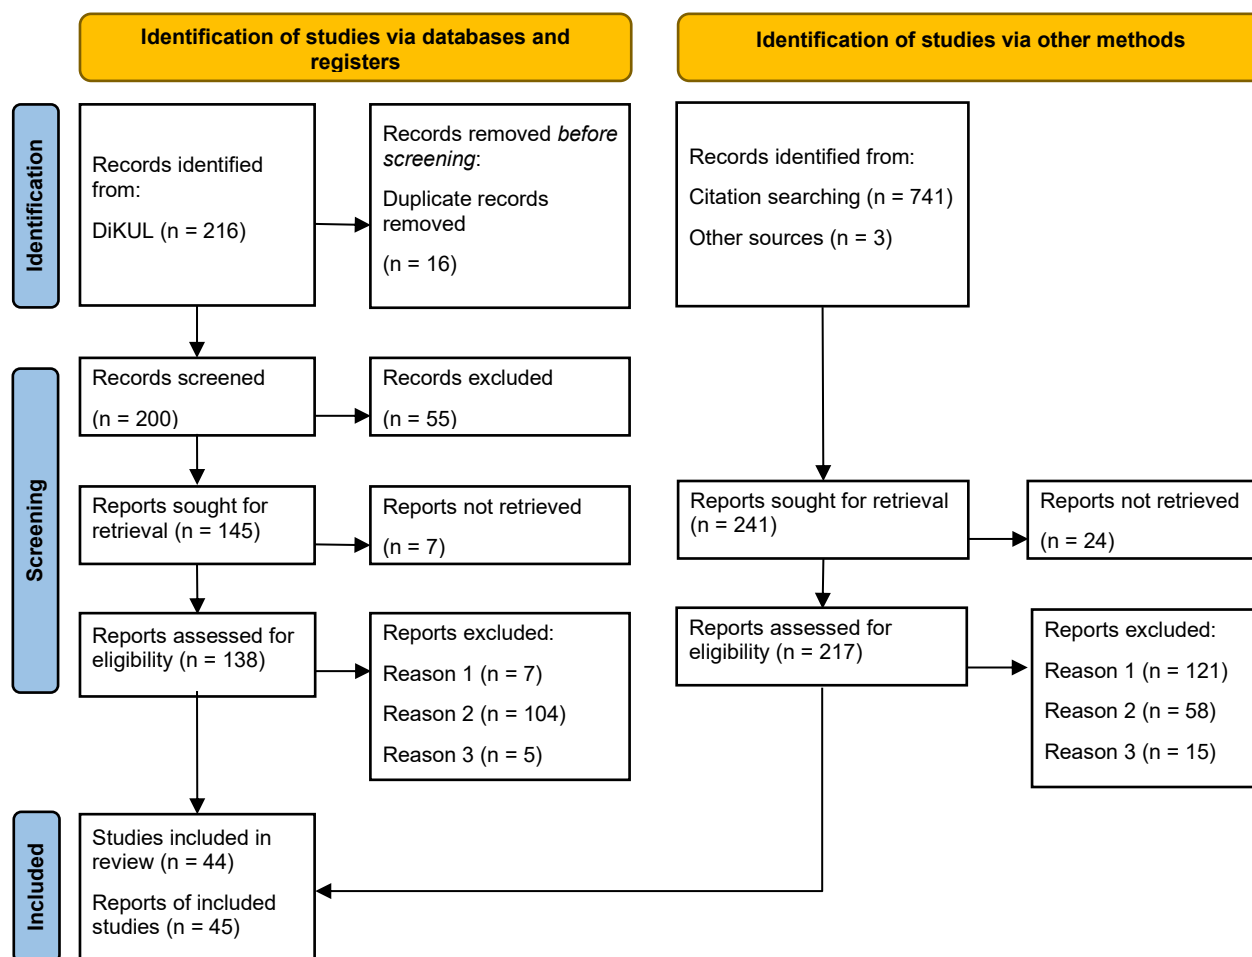 Identification of studies via databases and
registers
Identification of studies via other methods
Identification
Records identified
from:
DiKUL (n = 216)
Records removed before
screening:
Duplicate records
removed
(n = 16)
Records identified from:
Citation searching (n = 741)
Other sources (n = 3)
Screening
Records screened
(n = 200)
Records excluded
(n = 55)
Reports sought for
retrieval (n = 145)
Reports not retrieved
(n = 7)
Reports sought for retrieval
(n = 241)
Reports not retrieved
(n = 24)
Reports assessed for
eligibility (n = 138)
Reports excluded:
Reason 1 (n = 7)
Reason 2 (n = 104)
Reason 3 (n = 5)
Reports assessed for
eligibility (n = 217)
Reports excluded:
Reason 1 (n = 121)
Reason 2 (n = 58)
Reason 3 (n = 15)
Included
Studies included in
review (n = 44)
Reports of included
studies (n = 45)